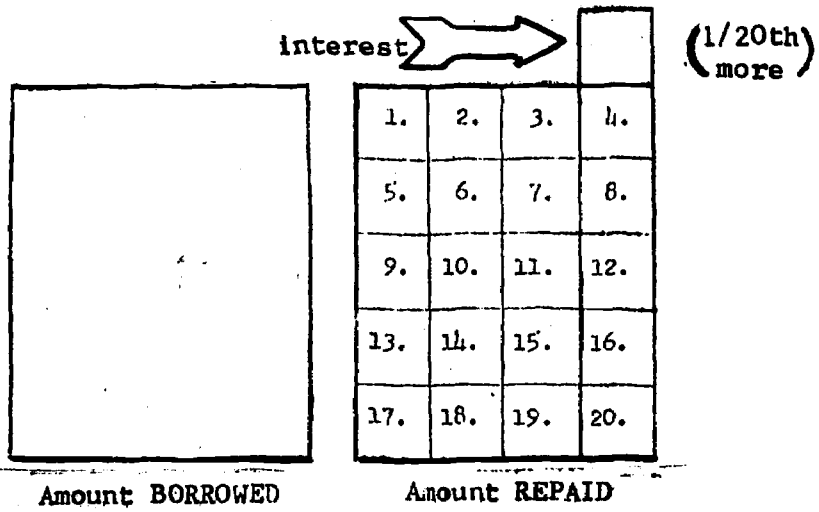 interest
(1/20th
more)
1. 2. 3. 4.
5. 6. 7. 8.
9. 10. 11. 12.
13. 14. 15. 16.
17. 18. 19. 20.
Amount BORROWED
Amount REPAID